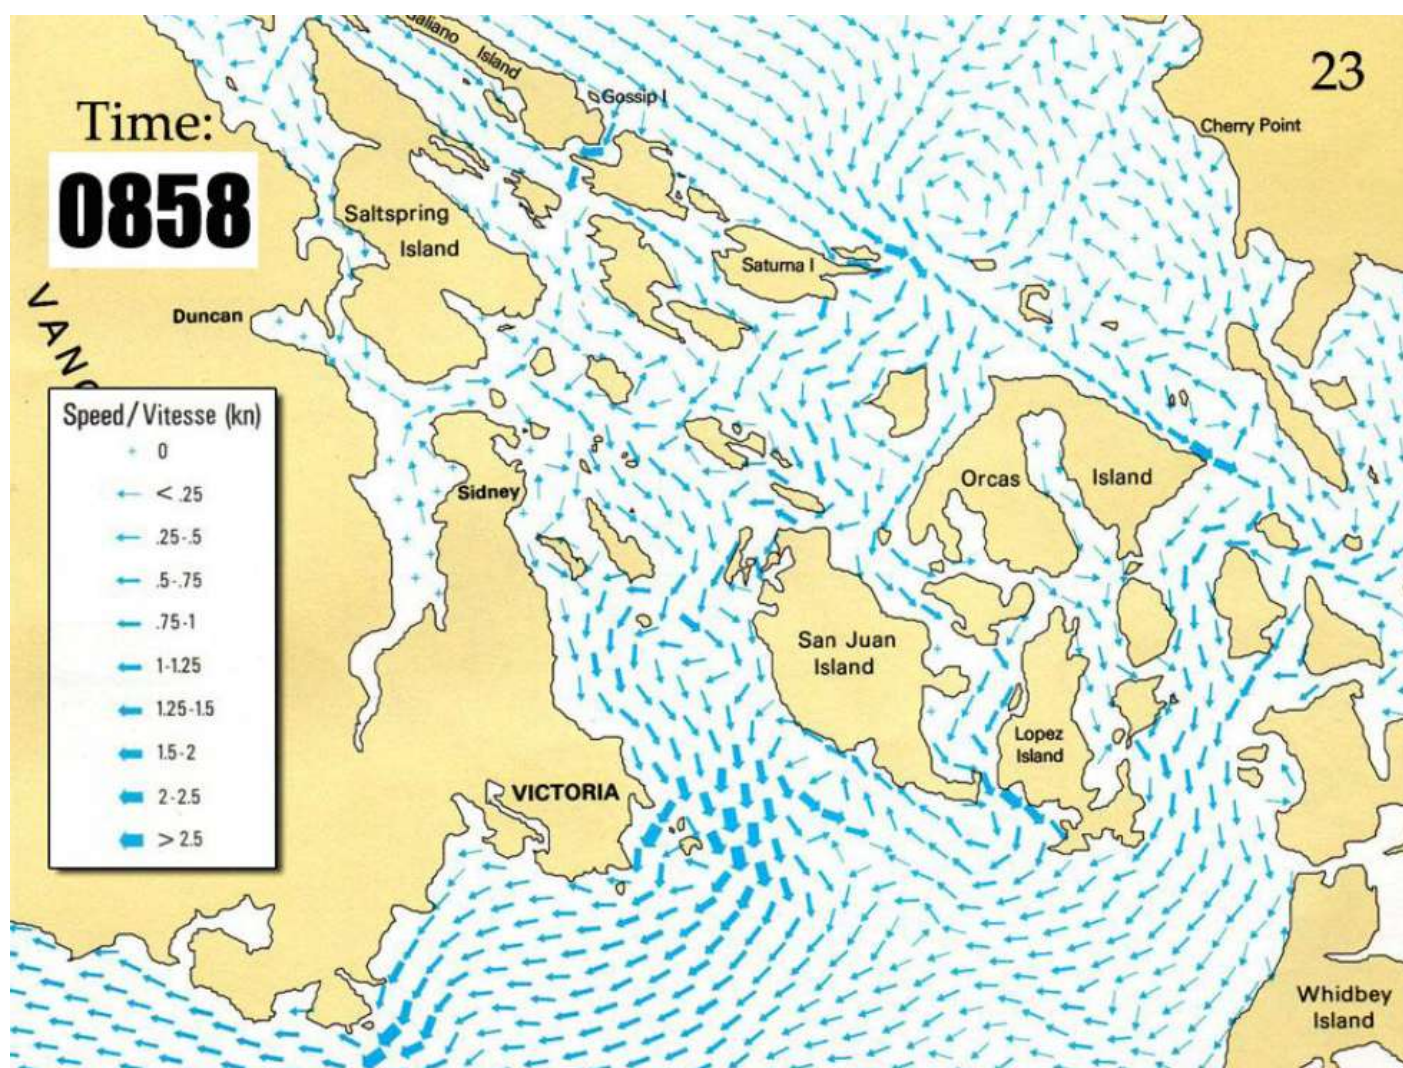 Galiano Island
Gossip I
23
Time:
0858
Cherry Point
Saltspring
Island
Saturna I
Duncan
VANC
Speed/Vitesse (kn)
0
< .25
.25-.5
.5-.75
.75-1
1-1.25
1.25-1.5
1.5-2
2-2.5
> 2.5
Sidney
Orcas
Island
San Juan
Island
Lopez
Island
VICTORIA
Whidbey
Island